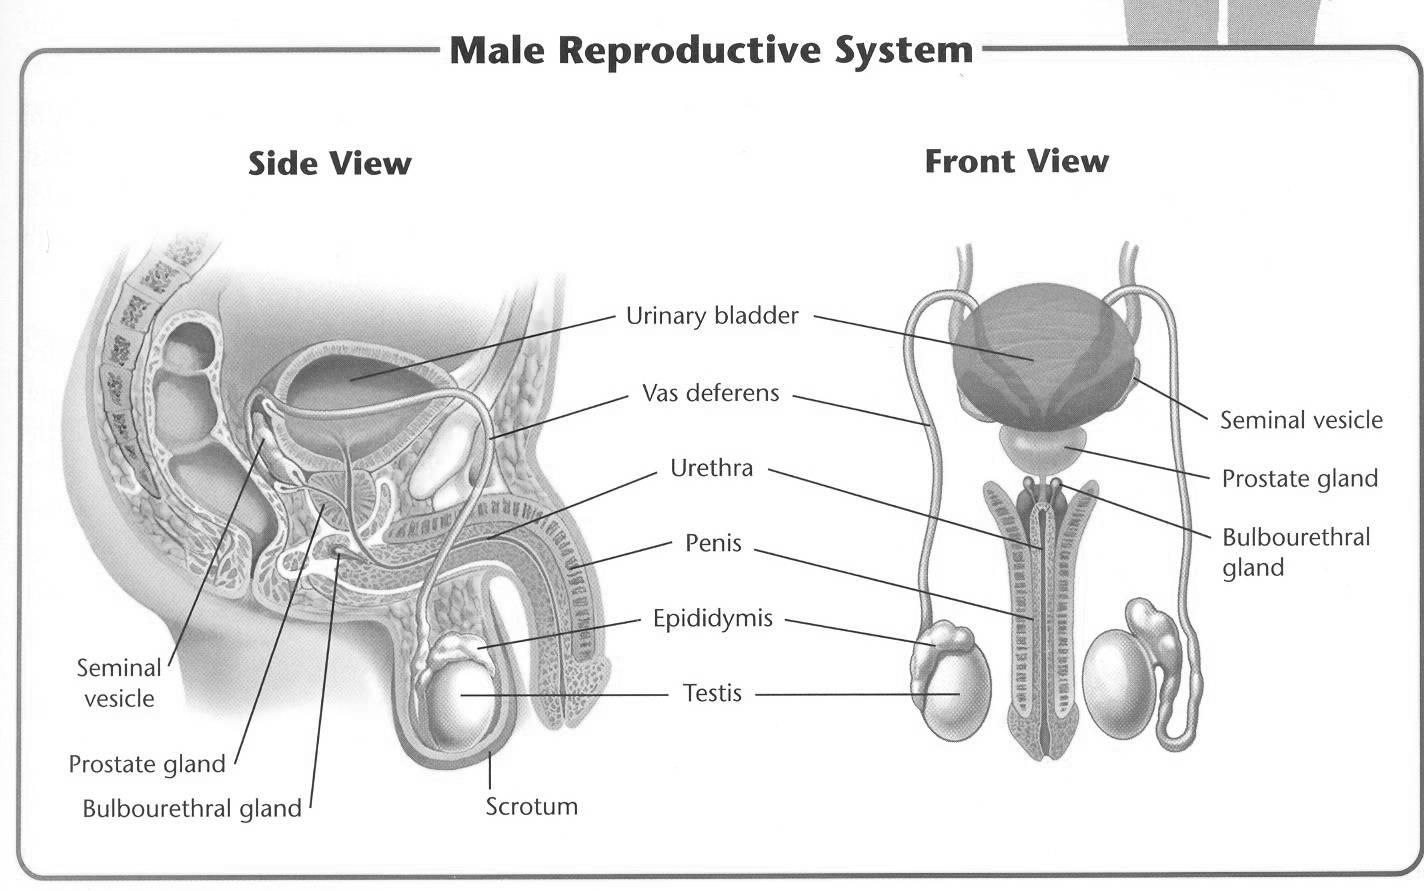 Male Reproductive System
Side View
Front View
Urinary bladder
Vas deferens
Urethra
Penis
Epididymis
Testis
Seminal
vesicle
Prostate gland
Bulbourethral gland
Scrotum
Seminal vesicle
Prostate gland
Bulbourethral
gland